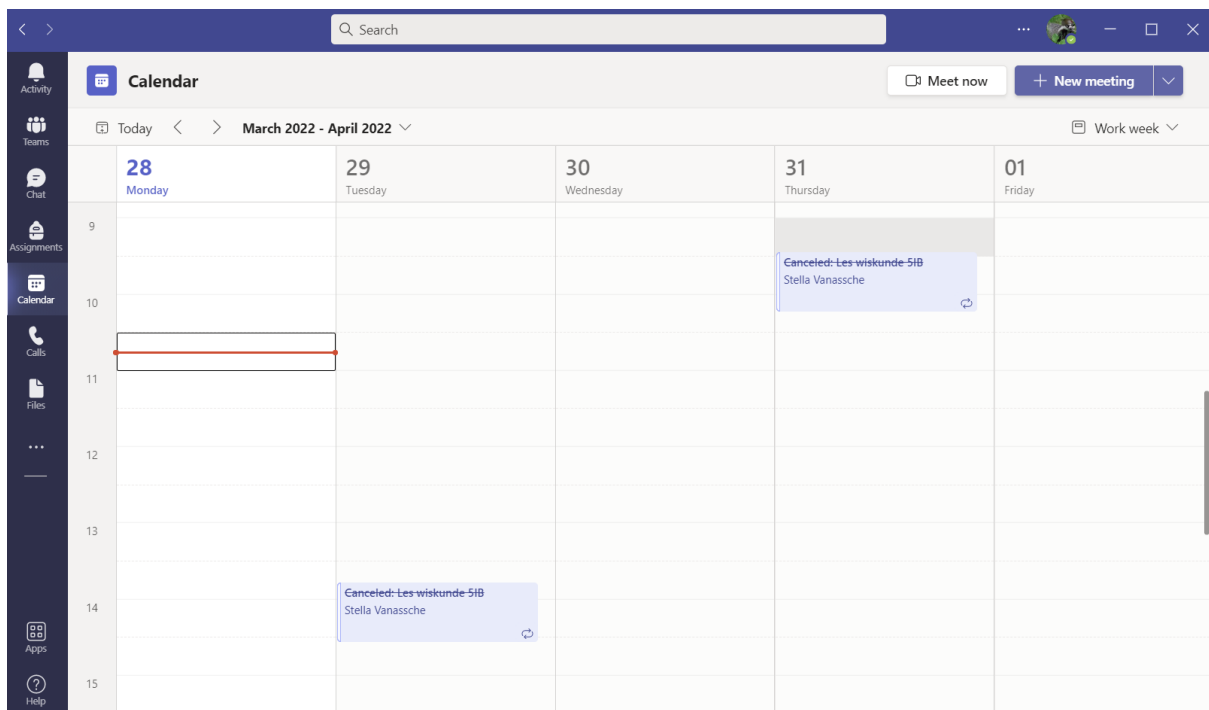 Search
Activity
Teams
Chat
Assignments
Calendar
Calls
Files
Apps
Help
Calendar
Meet now
New meeting
Today
March 2022 - April 2022
Work week
28
Monday
29
Tuesday
30
Wednesday
31
Thursday
01
Friday
9
10
11
12
13
14
15
Canceled: Les wiskunde 5IB
Stella Vanassche
Canceled: Les wiskunde 5IB
Stella Vanassche